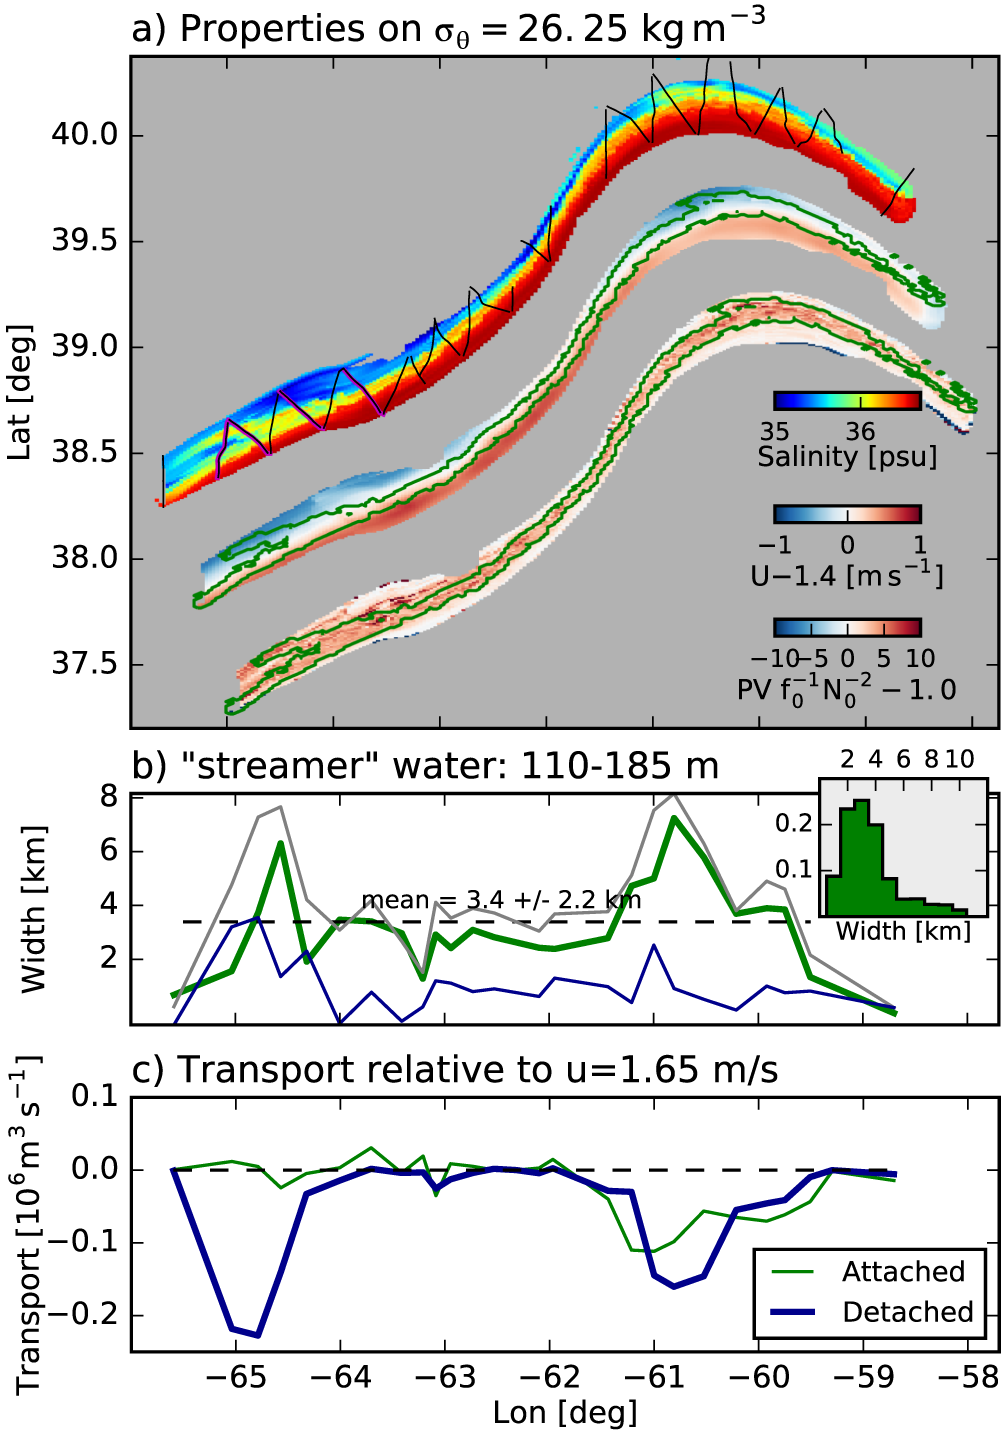 a) Properties on σθ = 26.25 kg m⁻³
Lat [deg]
40.0
39.5
39.0
38.5
38.0
37.5
35 36
Salinity [psu]
−1 0 1
U−1.4 [m s⁻¹]
−10 −5 0 5 10
PV f₀⁻¹N₀⁻² − 1.0
b) "streamer" water: 110-185 m
Width [km]
8
6
4
2
mean = 3.4 +/- 2.2 km
2 4 6 8 10
0.2
0.1
Width [km]
c) Transport relative to u=1.65 m/s
Transport [10⁶ m³ s⁻¹]
0.1
0.0
−0.1
−0.2
Attached
Detached
−65 −64 −63 −62 −61 −60 −59 −58
Lon [deg]